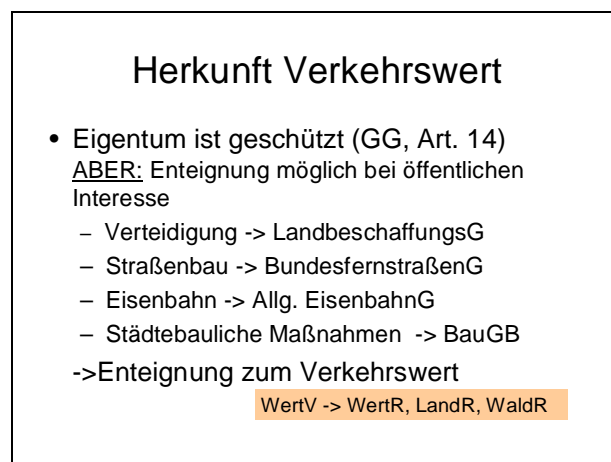 Herkunft Verkehrswert
• Eigentum ist geschützt (GG, Art. 14)
ABER: Enteignung möglich bei öffentlichen
Interesse
– Verteidigung -> LandbeschaffungsG
– Straßenbau -> BundesfernstraßenG
– Eisenbahn -> Allg. EisenbahnG
– Städtebauliche Maßnahmen -> BauGB
->Enteignung zum Verkehrswert
WertV -> WertR, LandR, WaldR